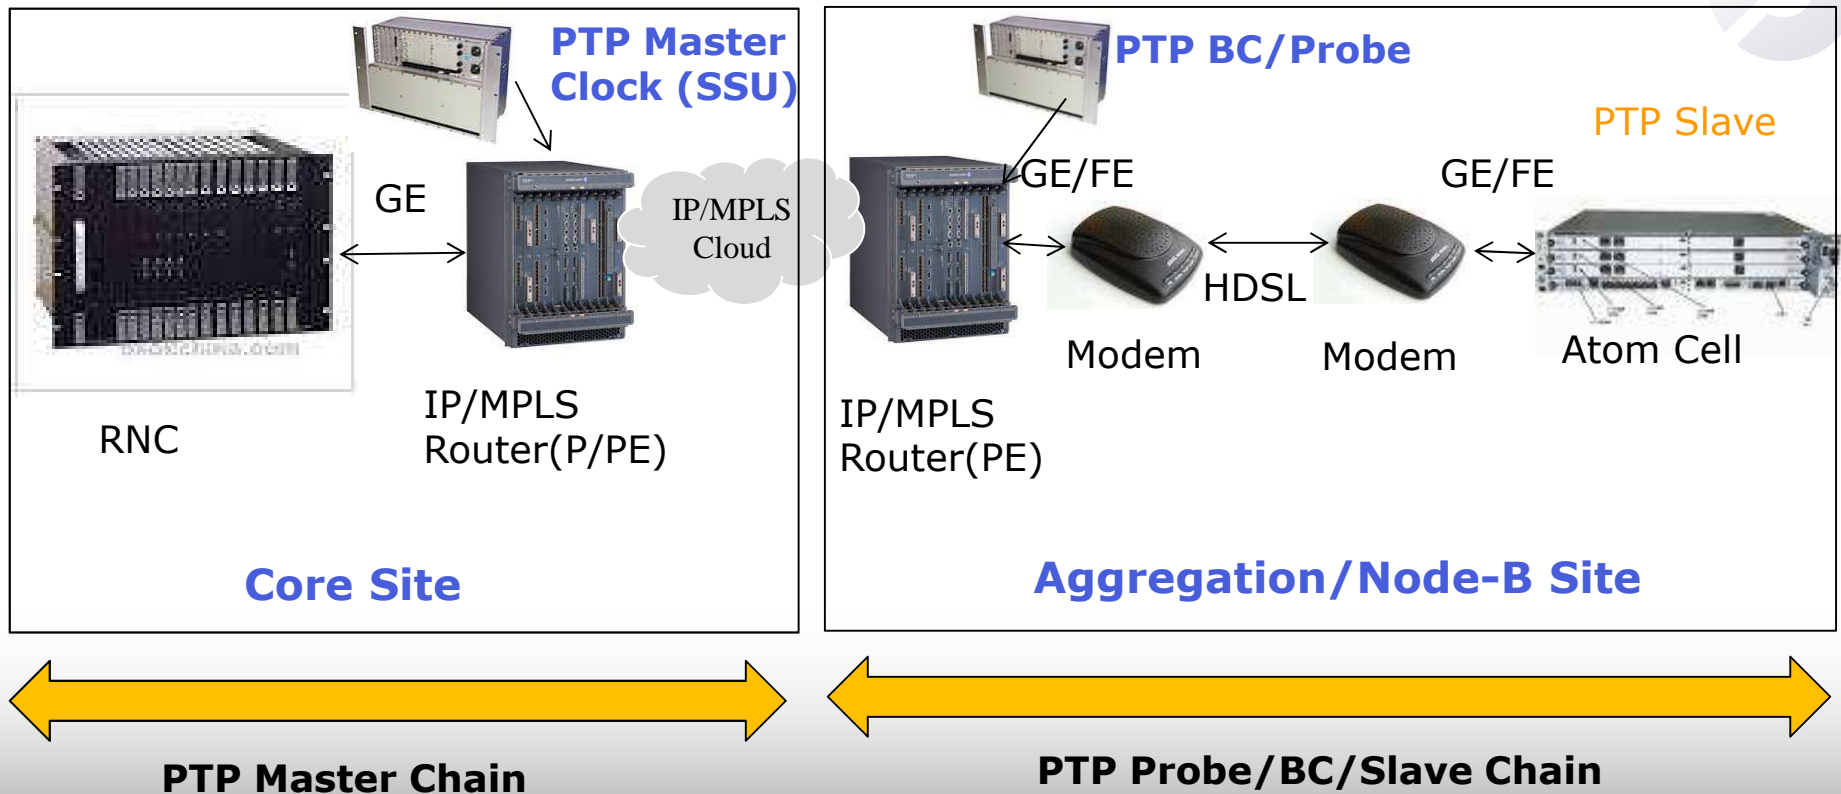 PTP Master
Clock (SSU)
GE
IP/MPLS
Cloud
RNC
IP/MPLS
Router(P/PE)
Core Site
PTP BC/Probe
PTP Slave
GE/FE
GE/FE
HDSL
Modem
Modem
Atom Cell
IP/MPLS
Router(PE)
Aggregation/Node-B Site
PTP Master Chain
PTP Probe/BC/Slave Chain